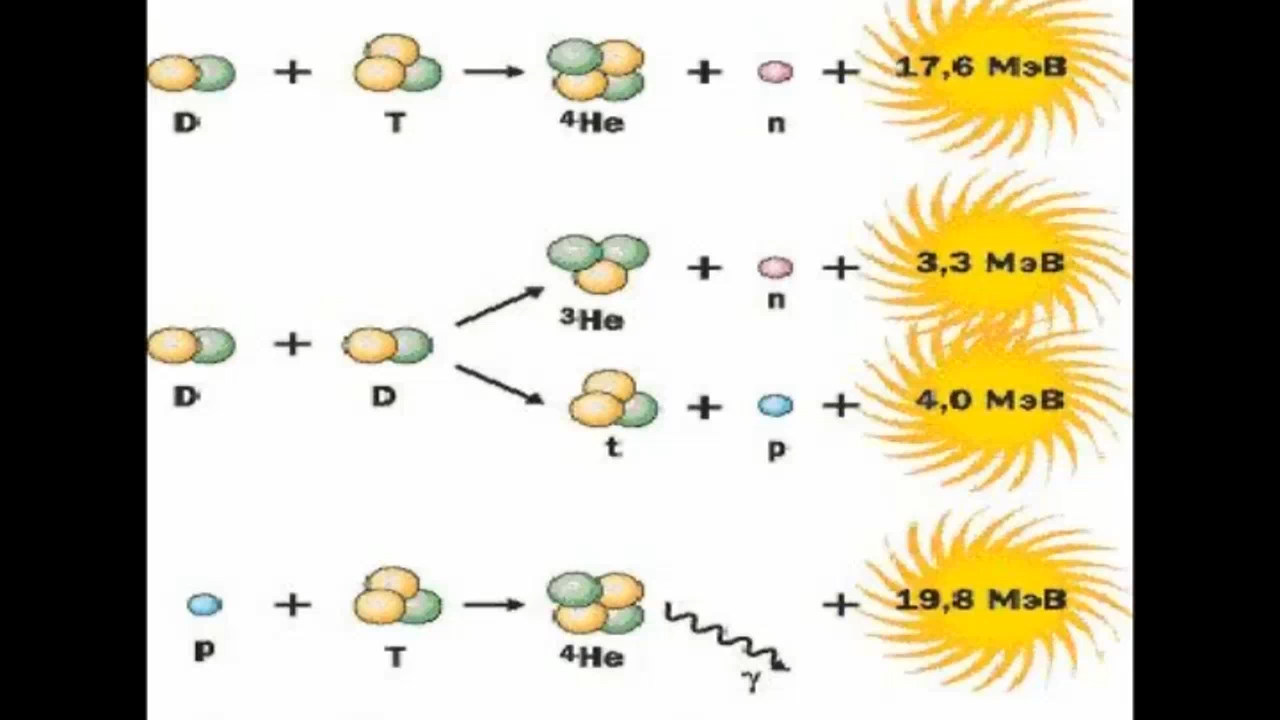 + → + + 17,6 МэВ
D T ⁴He n
+ + 3,3 МэВ
³He n
D + D
+ + 4,0 МэВ
t p
+ → + 19,8 МэВ
p T ⁴He γ